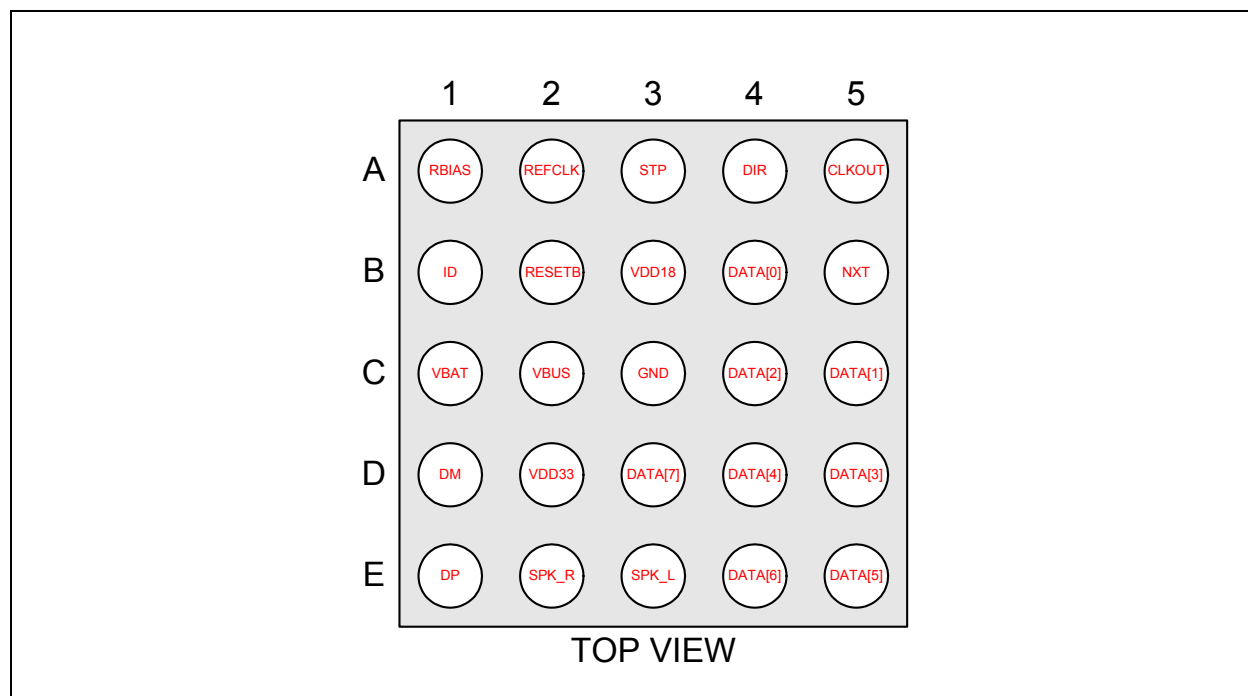 1 2 3 4 5
A RBIAS REFCLK STP DIR CLKOUT
B ID RESETB VDD18 DATA[0] NXT
C VBAT VBUS GND DATA[2] DATA[1]
D DM VDD33 DATA[7] DATA[4] DATA[3]
E DP SPK_R SPK_L DATA[6] DATA[5]
TOP VIEW